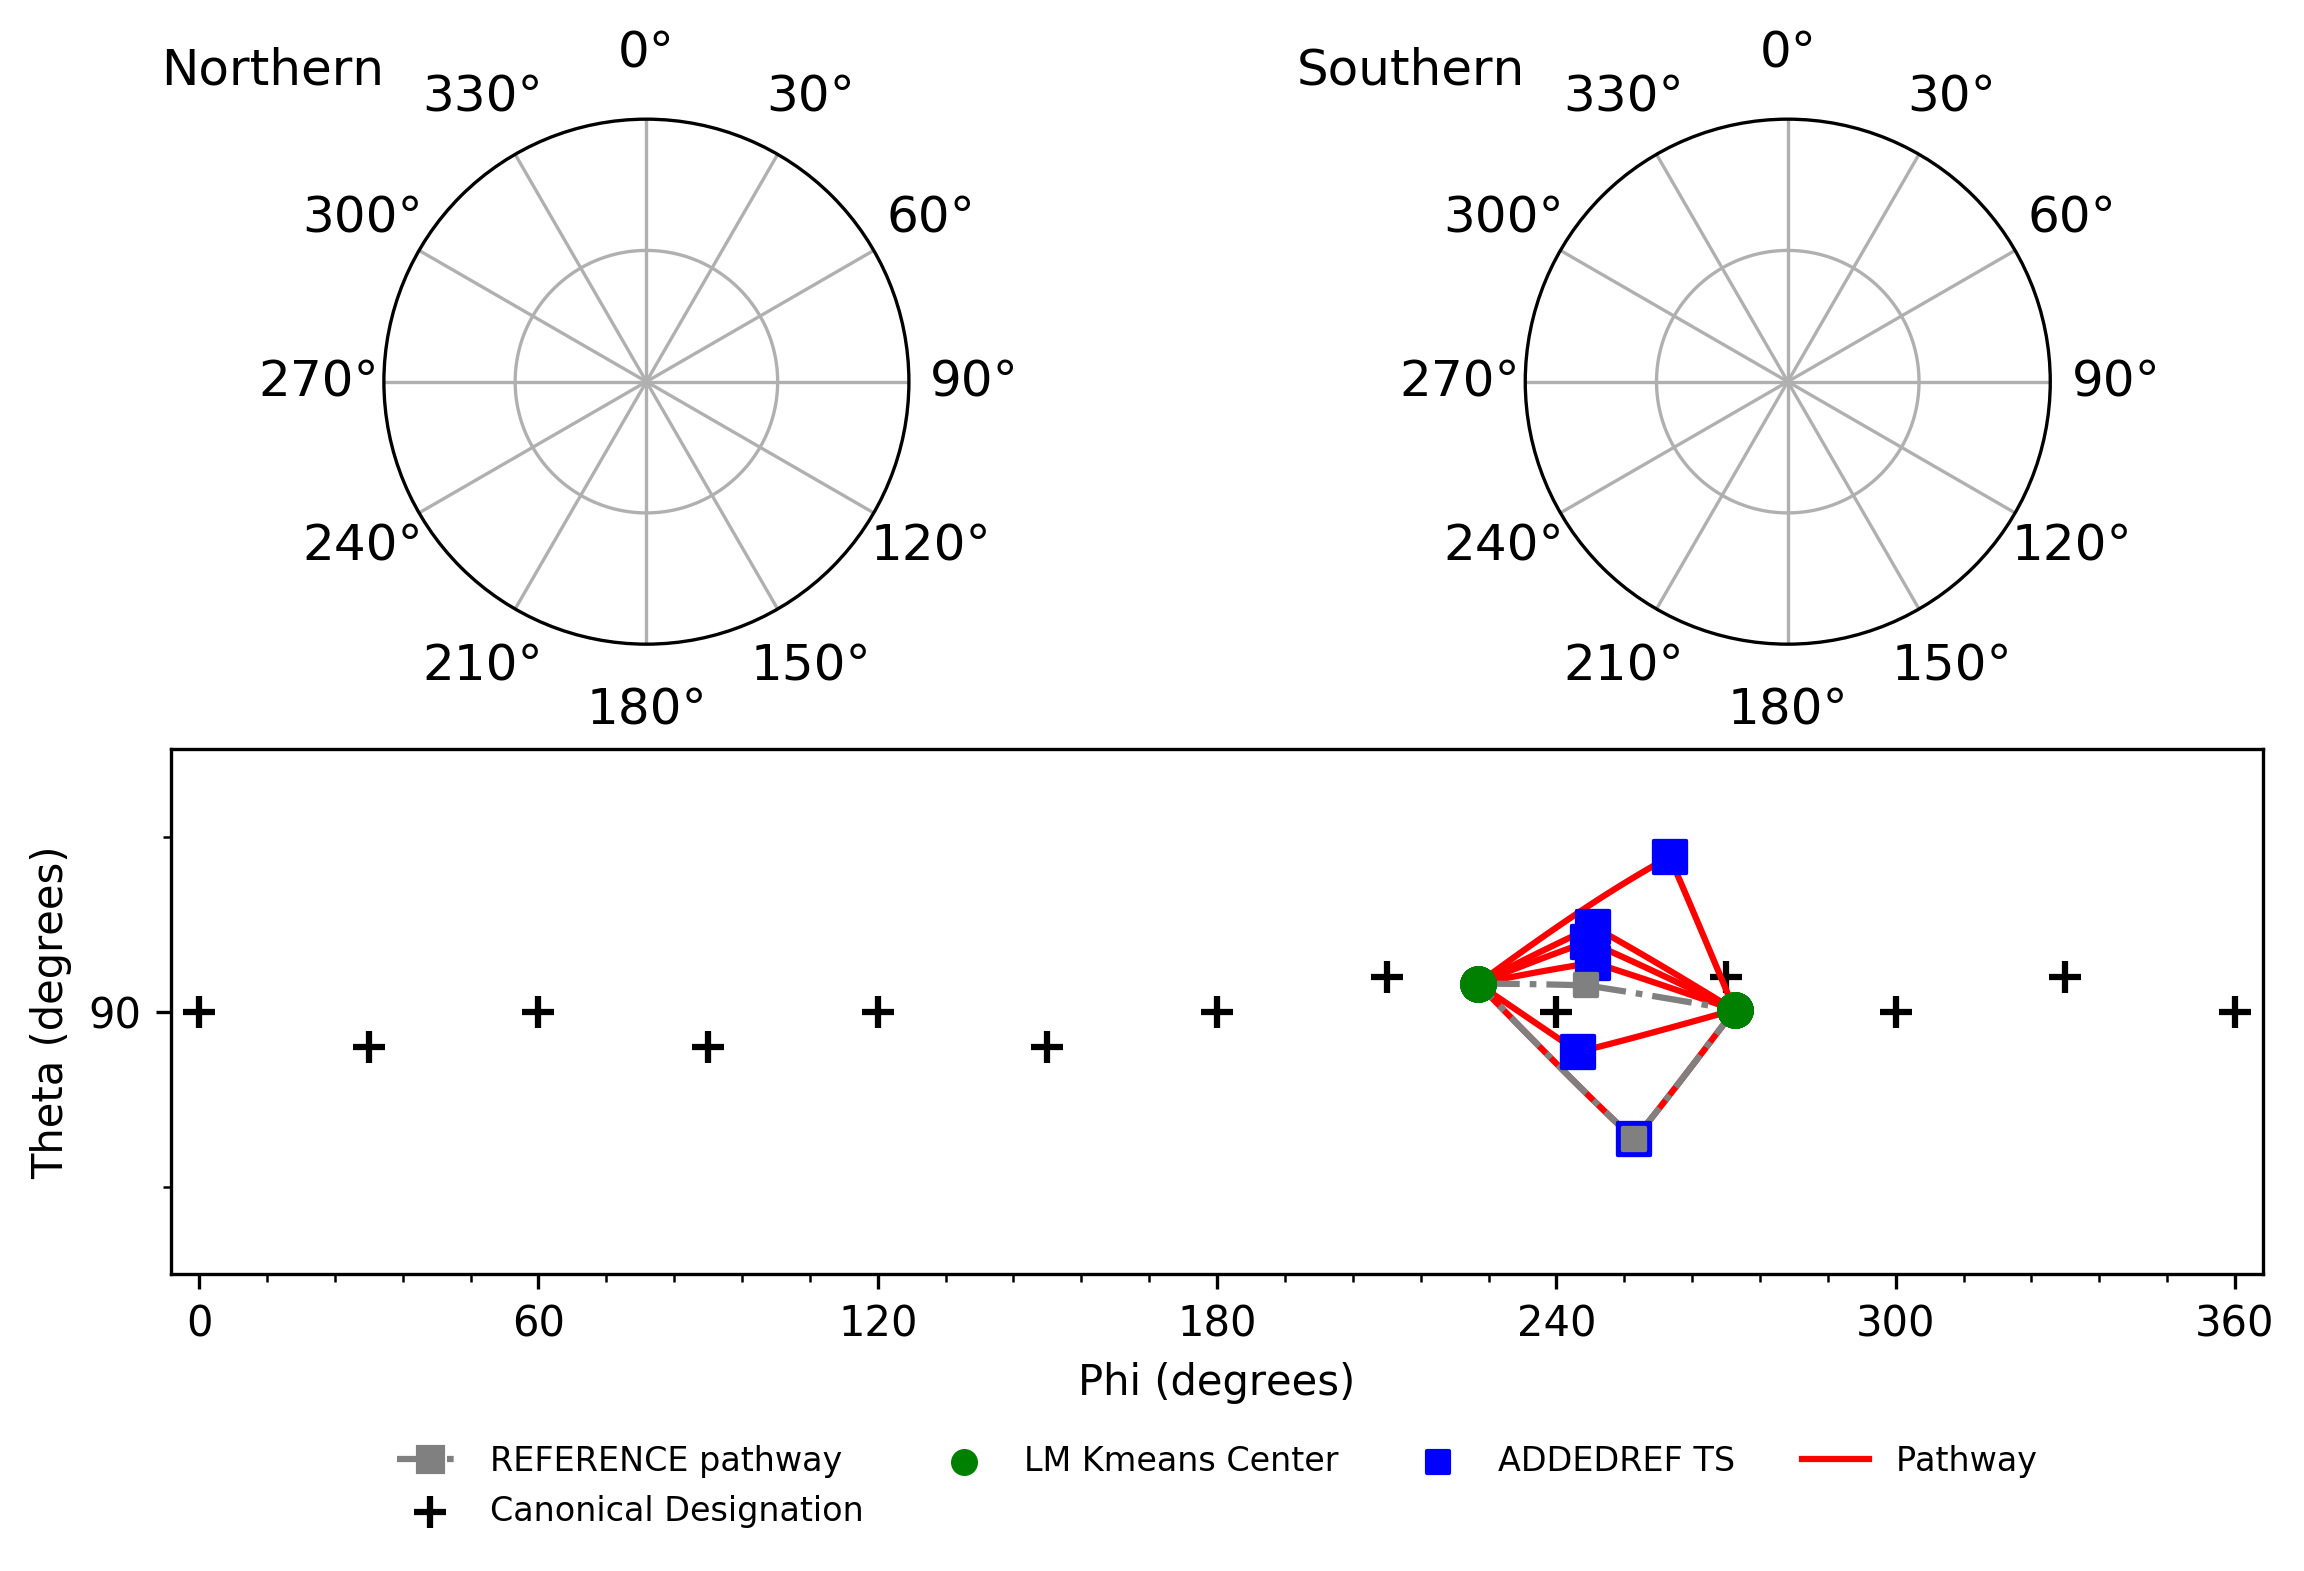 Northern
0°
30°
60°
90°
120°
150°
180°
210°
240°
270°
300°
330°
Southern
0°
30°
60°
90°
120°
150°
180°
210°
240°
270°
300°
330°
Theta (degrees)
90
0 60 120 180 240 300 360
Phi (degrees)
REFERENCE pathway
Canonical Designation
LM Kmeans Center
ADDEDREF TS
Pathway